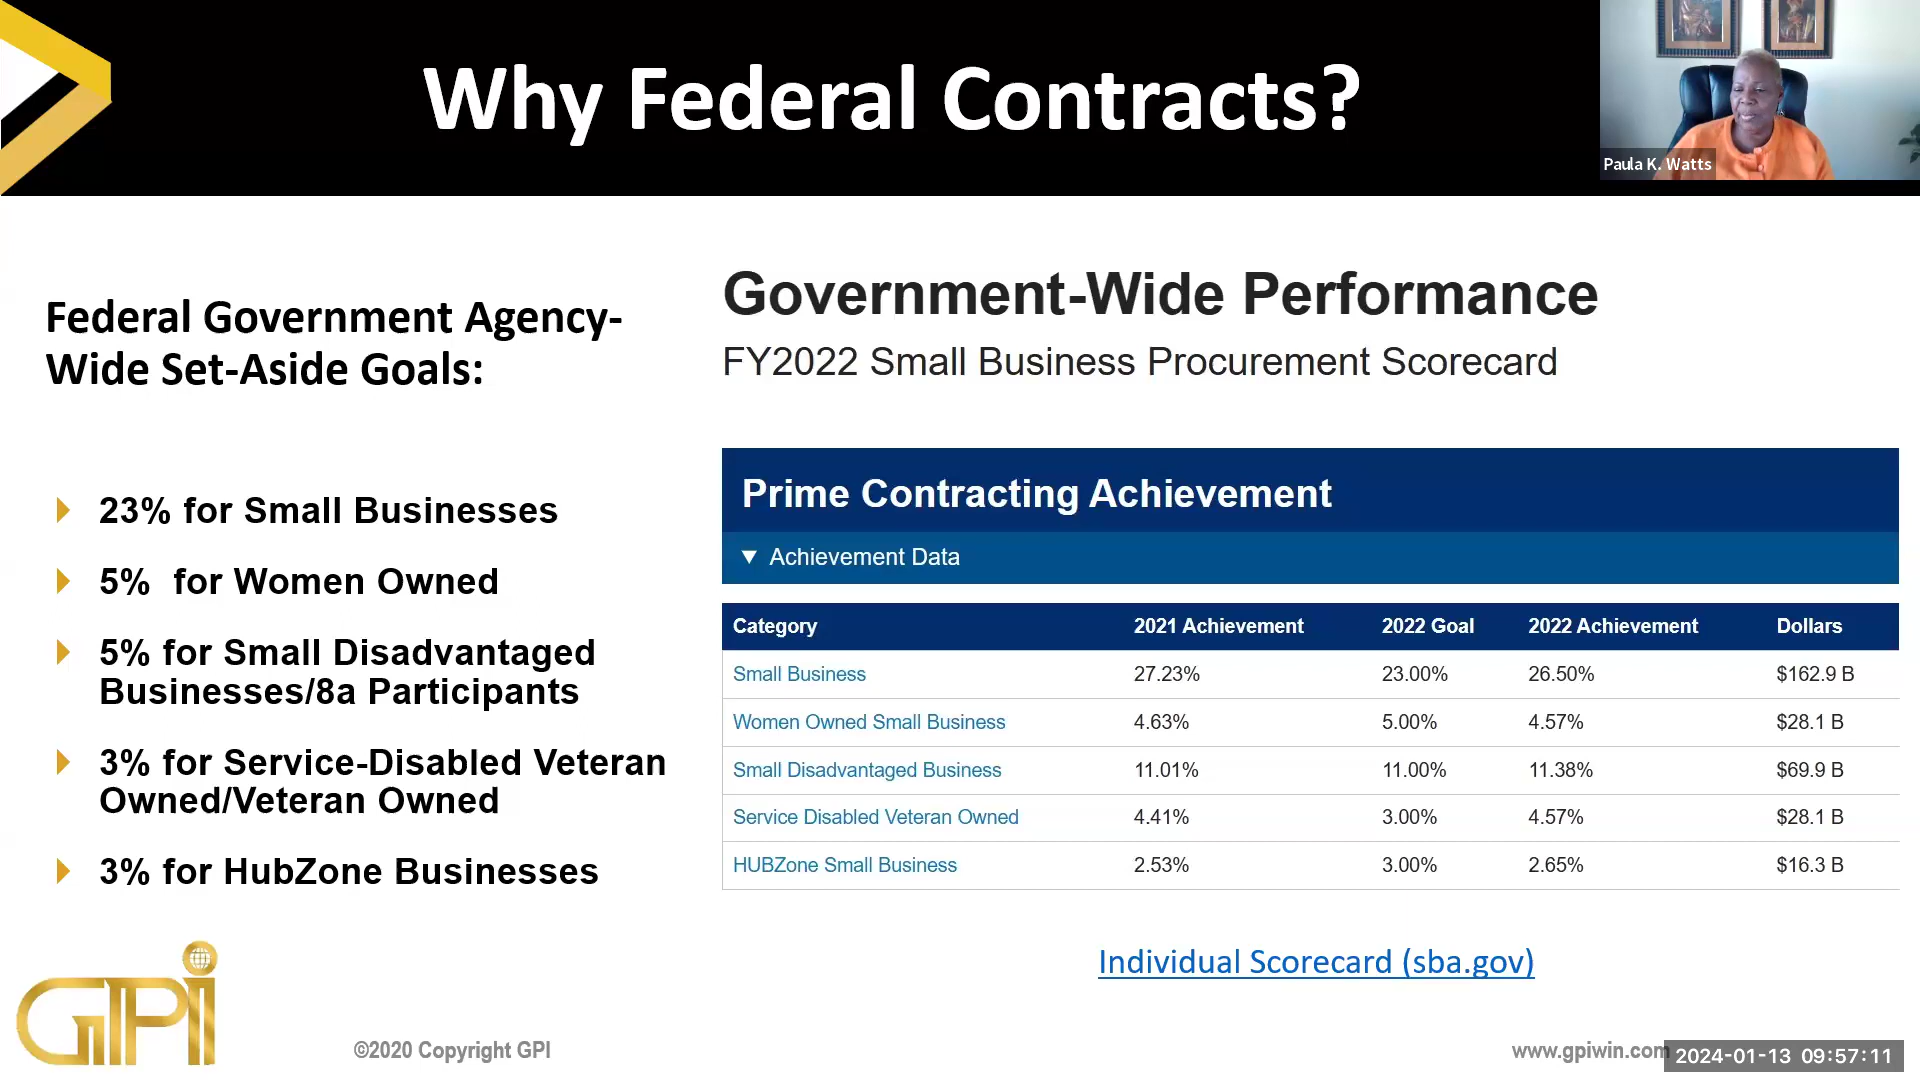 Why Federal Contracts?
Paula K. Watts
Federal Government Agency-
Wide Set-Aside Goals:
23% for Small Businesses
5% for Women Owned
5% for Small Disadvantaged
Businesses/8a Participants
3% for Service-Disabled Veteran
Owned/Veteran Owned
3% for HubZone Businesses
Government-Wide Performance
FY2022 Small Business Procurement Scorecard
Prime Contracting Achievement
▼ Achievement Data
Category 2021 Achievement 2022 Goal 2022 Achievement Dollars
Small Business 27.23% 23.00% 26.50% $162.9 B
Women Owned Small Business 4.63% 5.00% 4.57% $28.1 B
Small Disadvantaged Business 11.01% 11.00% 11.38% $69.9 B
Service Disabled Veteran Owned 4.41% 3.00% 4.57% $28.1 B
HUBZone Small Business 2.53% 3.00% 2.65% $16.3 B
Individual Scorecard (sba.gov)
GPi
©2020 Copyright GPI
www.gpiwin.com
2024-01-13 09:57:11